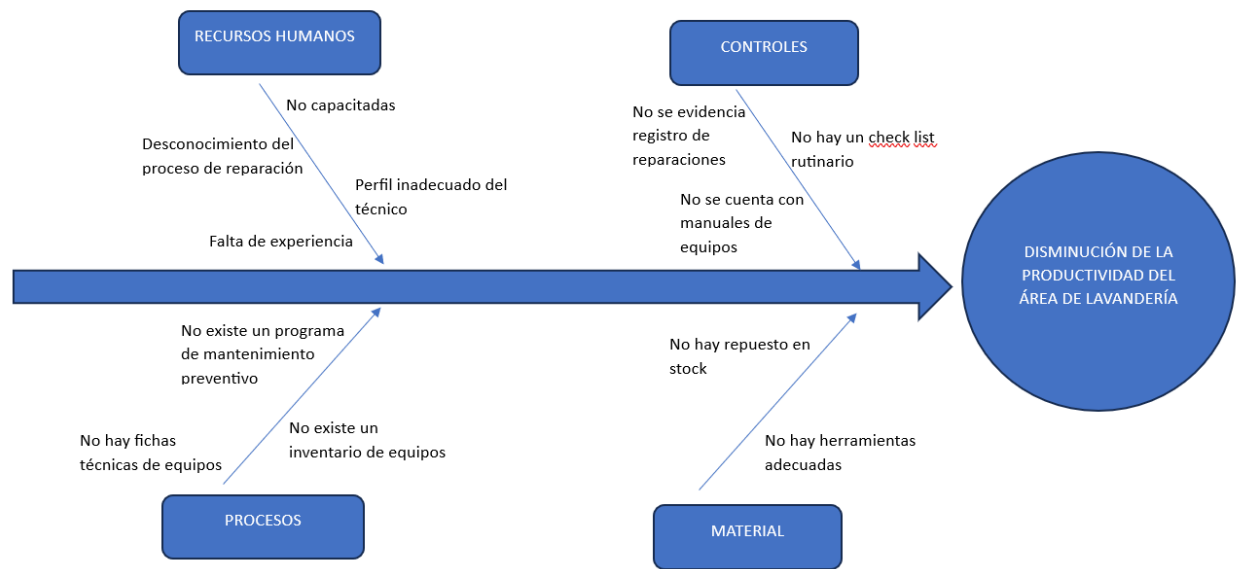 RECURSOS HUMANOS
No capacitadas
Desconocimiento del
proceso de reparación
Perfil inadecuado del
técnico
Falta de experiencia
CONTROLES
No se evidencia
registro de
reparaciones
No hay un check list
rutinario
No se cuenta con
manuales de
equipos
DISMINUCIÓN DE LA
PRODUCTIVIDAD DEL
ÁREA DE LAVANDERÍA
No existe un programa
de mantenimiento
preventivo
No hay fichas
técnicas de equipos
No existe un
inventario de equipos
PROCESOS
No hay repuesto en
stock
No hay herramientas
adecuadas
MATERIAL